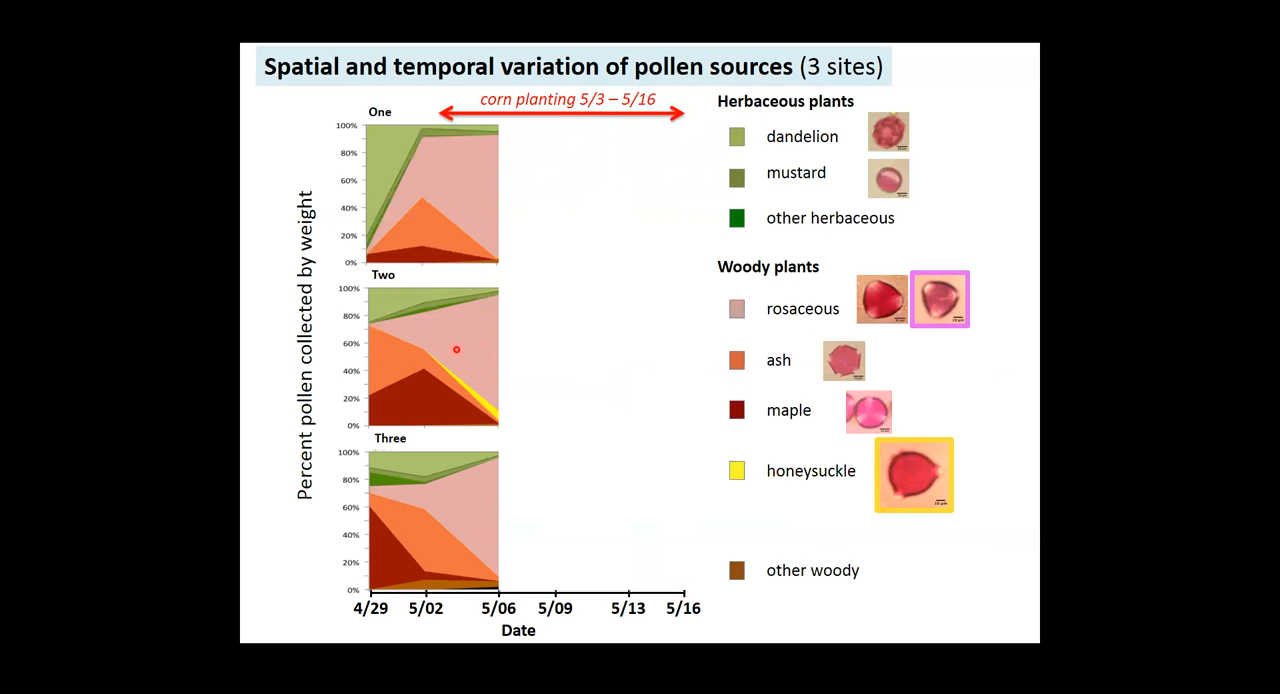 Spatial and temporal variation of pollen sources (3 sites)
corn planting 5/3 – 5/16
Percent pollen collected by weight
One
100%
80%
60%
40%
20%
0%
Two
100%
80%
60%
40%
20%
0%
Three
100%
80%
60%
40%
20%
0%
4/29 5/02 5/06 5/09 5/13 5/16
Date
Herbaceous plants
dandelion
mustard
other herbaceous
Woody plants
rosaceous
ash
maple
honeysuckle
other woody